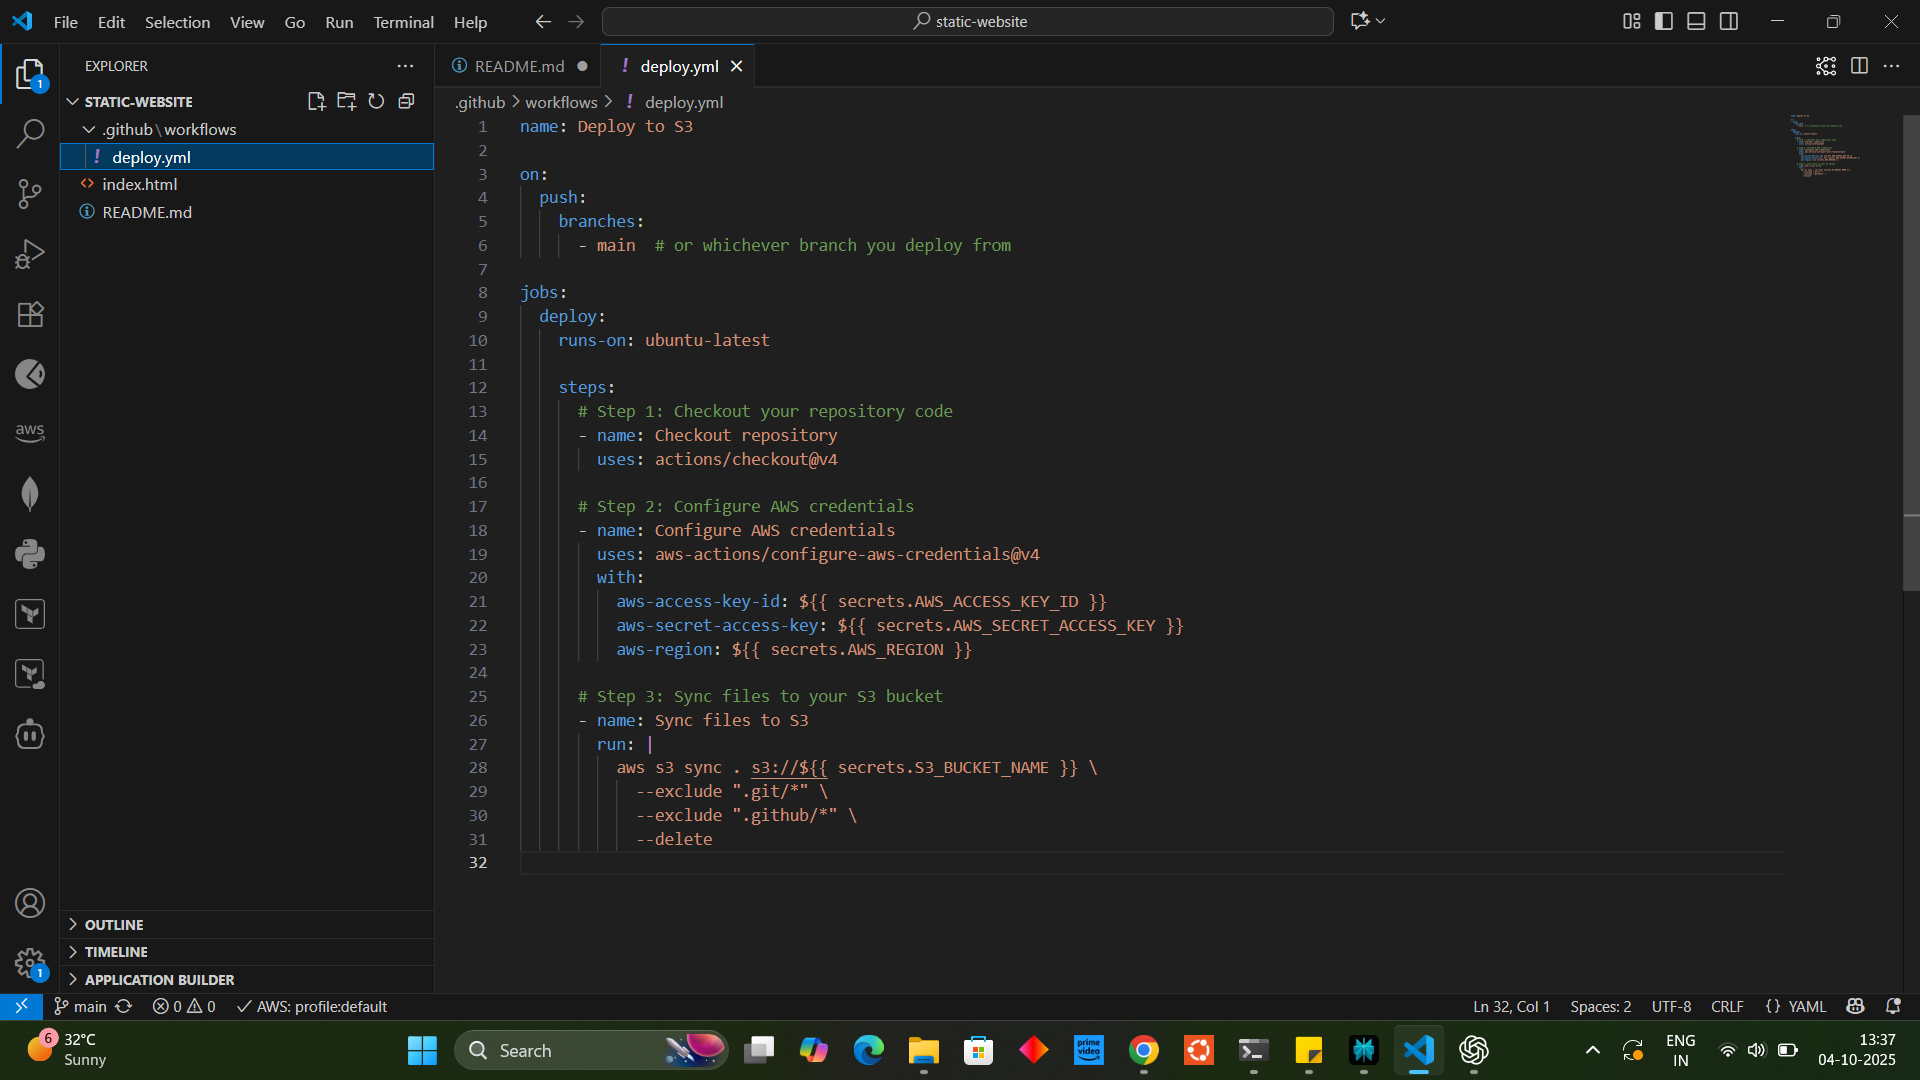 File Edit Selection View Go Run Terminal Help
static-website
EXPLORER
STATIC-WEBSITE
.github\workflows
! deploy.yml
index.html
README.md
OUTLINE
TIMELINE
APPLICATION BUILDER
1
aws
1
README.md
! deploy.yml
.github > workflows > ! deploy.yml
1 name: Deploy to S3
2
3 on:
4   push:
5     branches:
6       - main  # or whichever branch you deploy from
7
8 jobs:
9   deploy:
10     runs-on: ubuntu-latest
11
12     steps:
13       # Step 1: Checkout your repository code
14       - name: Checkout repository
15         uses: actions/checkout@v4
16
17       # Step 2: Configure AWS credentials
18       - name: Configure AWS credentials
19         uses: aws-actions/configure-aws-credentials@v4
20         with:
21           aws-access-key-id: ${{ secrets.AWS_ACCESS_KEY_ID }}
22           aws-secret-access-key: ${{ secrets.AWS_SECRET_ACCESS_KEY }}
23           aws-region: ${{ secrets.AWS_REGION }}
24
25       # Step 3: Sync files to your S3 bucket
26       - name: Sync files to S3
27         run: |
28           aws s3 sync . s3://${{ secrets.S3_BUCKET_NAME }} \
29             --exclude ".git/*" \
30             --exclude ".github/*" \
31             --delete
32
main 0 0 AWS: profile:default
Ln 32, Col 1 Spaces: 2 UTF-8 CRLF {} YAML
6
32°C
Sunny
Search
prime video
ENG
IN
13:37
04-10-2025